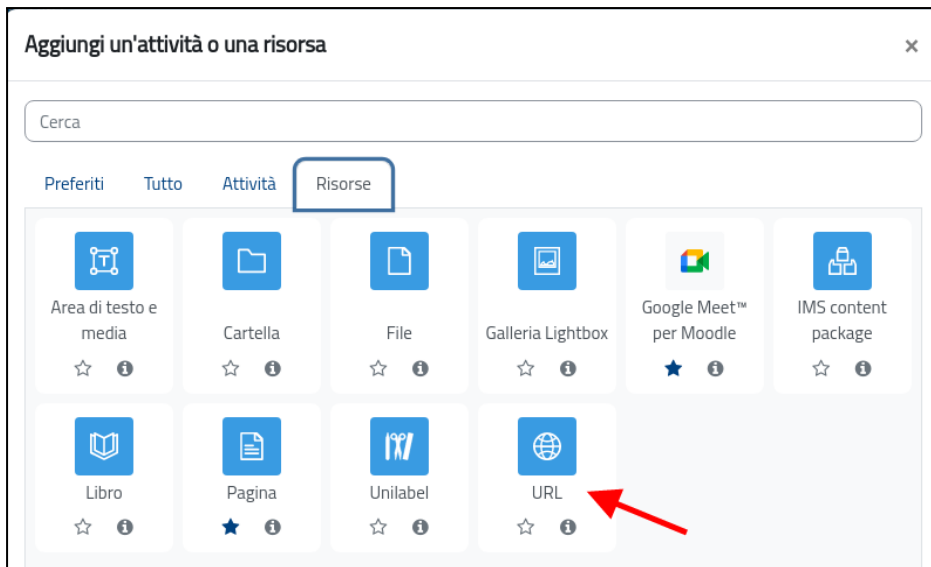 Aggiungi un'attività o una risorsa
×
Cerca
Preferiti Tutto Attività Risorse
Area di testo e
media
Cartella
File
Galleria Lightbox
Google Meet™
per Moodle
IMS content
package
Libro
Pagina
Unilabel
URL